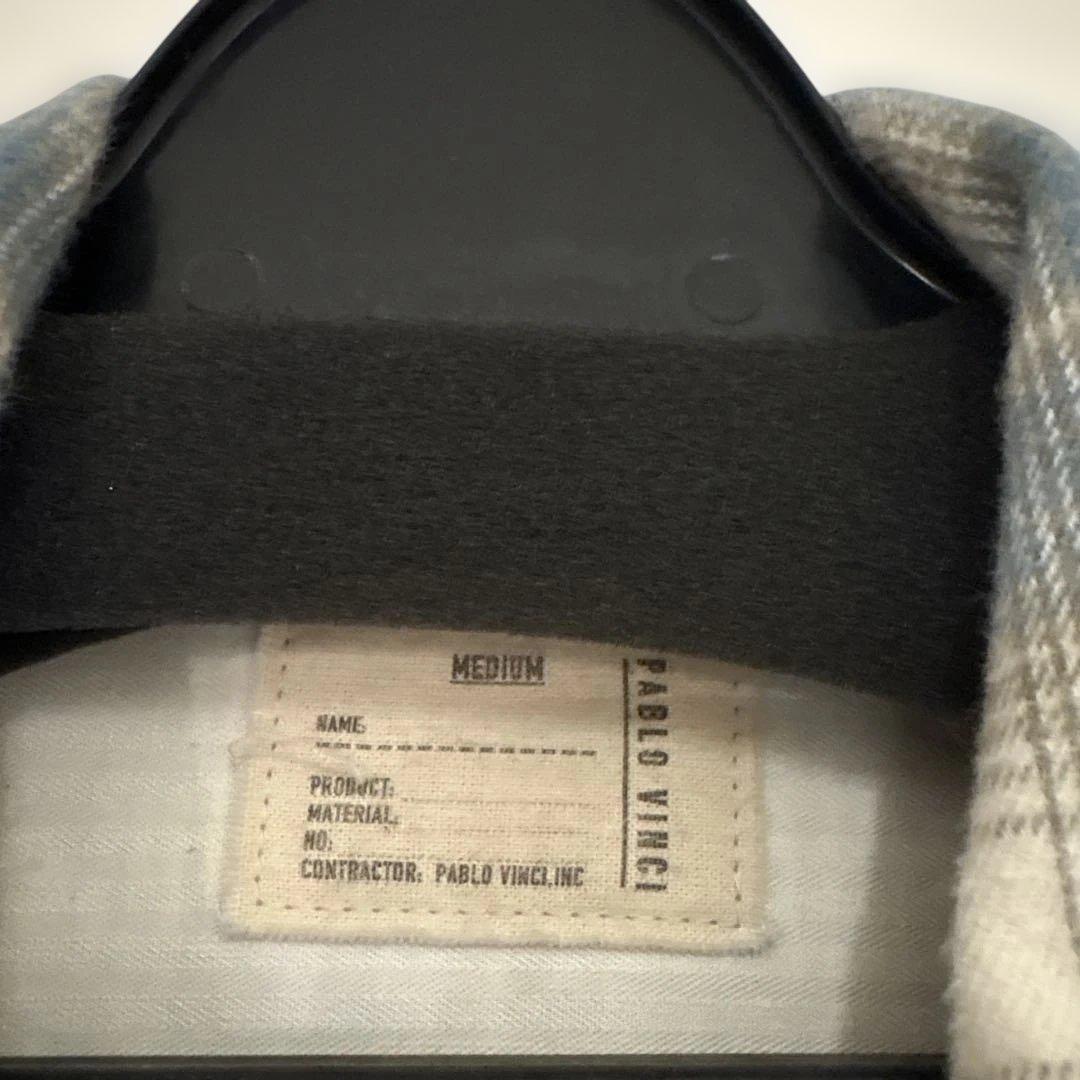 MEDIUM
NAME:
PRODUCT:
MATERIAL:
NO:
CONTRACTOR: PABLO VINCI,INC
PABLO VINCI